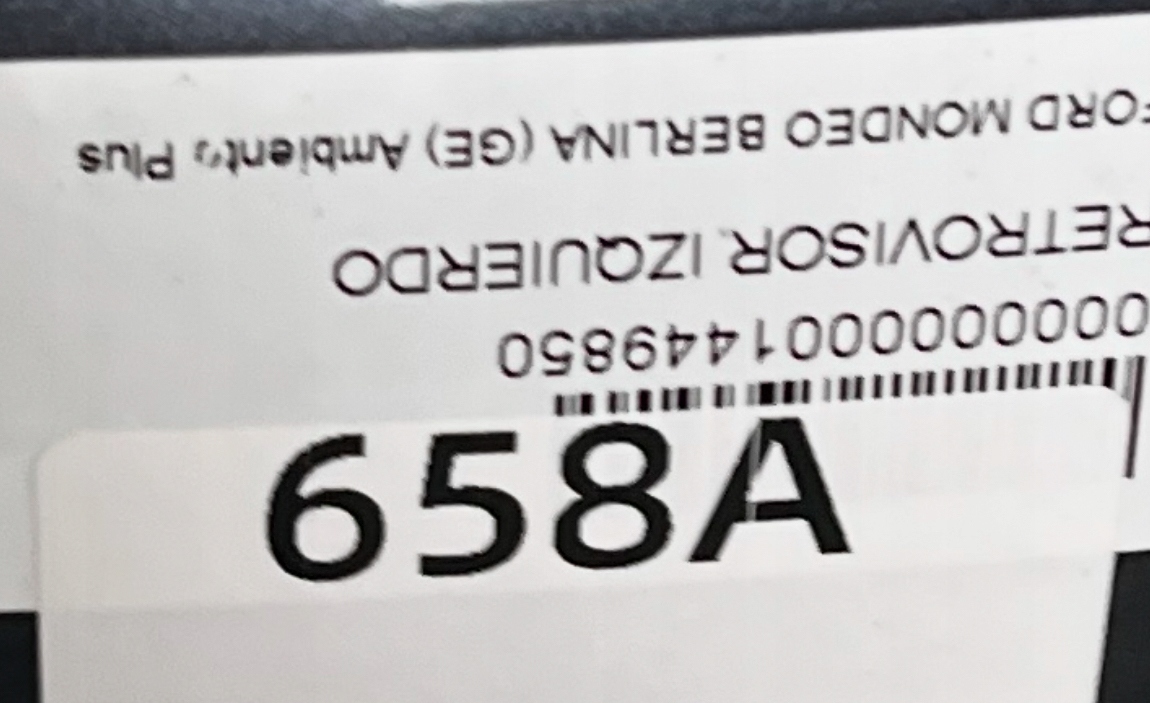 658A
0000000001449850
RETROVISOR IZQUIERDO
FORD MONDEO BERLINA (GE) Ambiente Plus